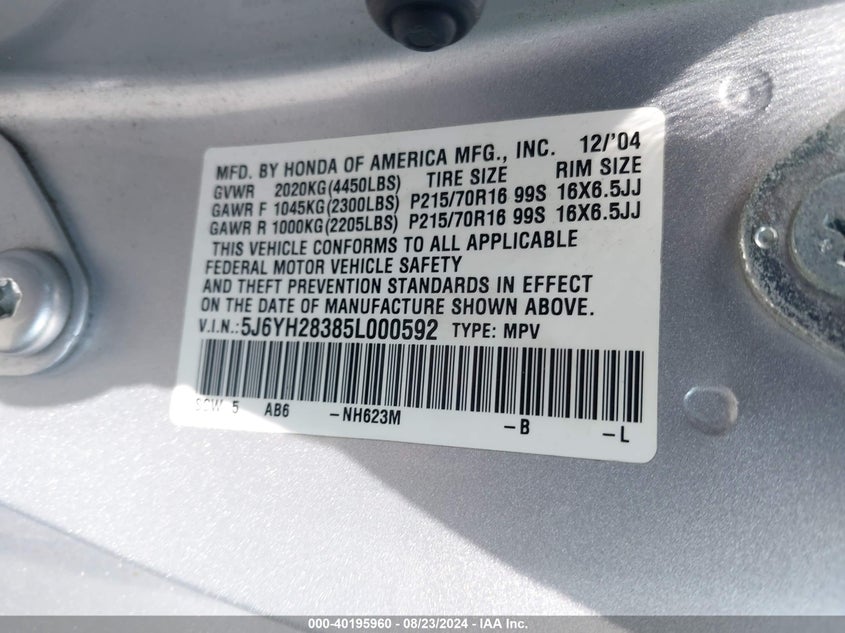 MFD. BY HONDA OF AMERICA MFG., INC. 12/'04
GVWR 2020KG(4450LBS) TIRE SIZE RIM SIZE
GAWR F 1045KG(2300LBS) P215/70R16 99S 16X6.5JJ
GAWR R 1000KG(2205LBS) P215/70R16 99S 16X6.5JJ
THIS VEHICLE CONFORMS TO ALL APPLICABLE
FEDERAL MOTOR VEHICLE SAFETY
AND THEFT PREVENTION STANDARDS IN EFFECT
ON THE DATE OF MANUFACTURE SHOWN ABOVE.
V.I.N.:5J6YH28385L000592 TYPE: MPV
5 AB6 -NH623M -B -L
000-40195960 - 08/23/2024 - IAA Inc.